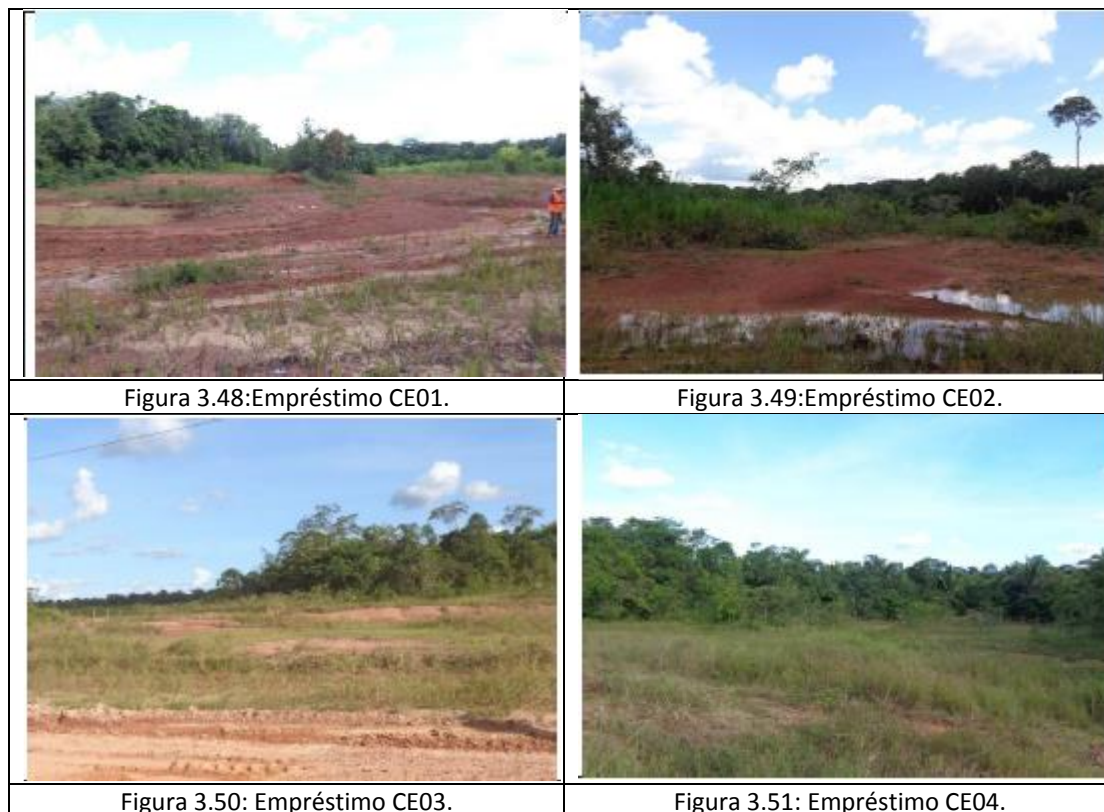 Figura 3.48:Empréstimo CE01.
Figura 3.49:Empréstimo CE02.
Figura 3.50: Empréstimo CE03.
Figura 3.51: Empréstimo CE04.